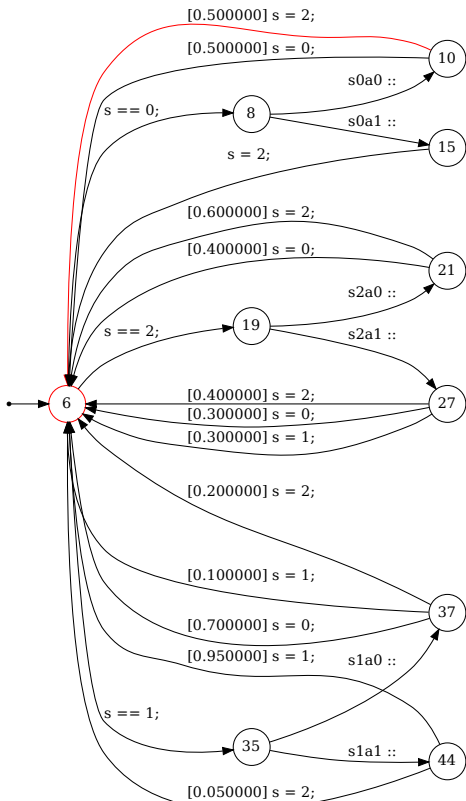 [0.500000] s = 2;
[0.500000] s = 0;
10
s0a0 ::
s == 0;
8
s0a1 ::
15
s = 2;
[0.600000] s = 2;
[0.400000] s = 0;
21
s2a0 ::
s == 2;
19
s2a1 ::
6
[0.400000] s = 2;
27
[0.300000] s = 0;
[0.300000] s = 1;
[0.200000] s = 2;
[0.100000] s = 1;
37
[0.700000] s = 0;
[0.950000] s = 1;
s1a0 ::
s == 1;
35
s1a1 ::
44
[0.050000] s = 2;